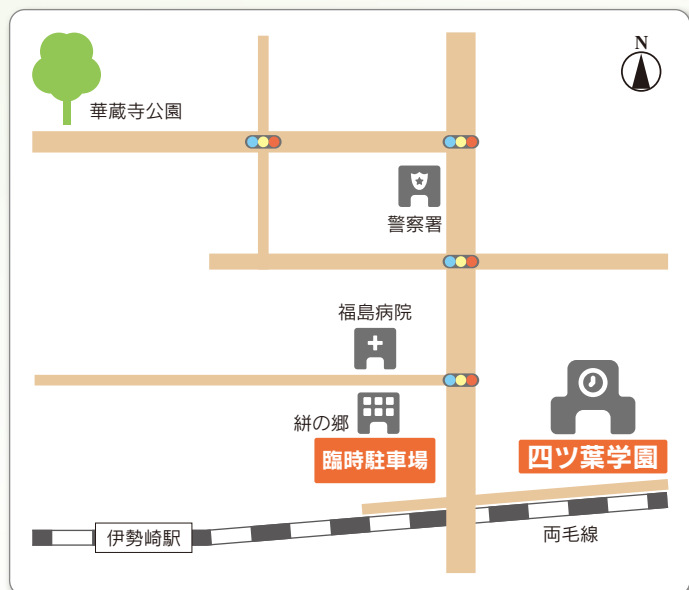 N
華蔵寺公園
警察署
福島病院
絣の郷
臨時駐車場
四ツ葉学園
伊勢崎駅
両毛線